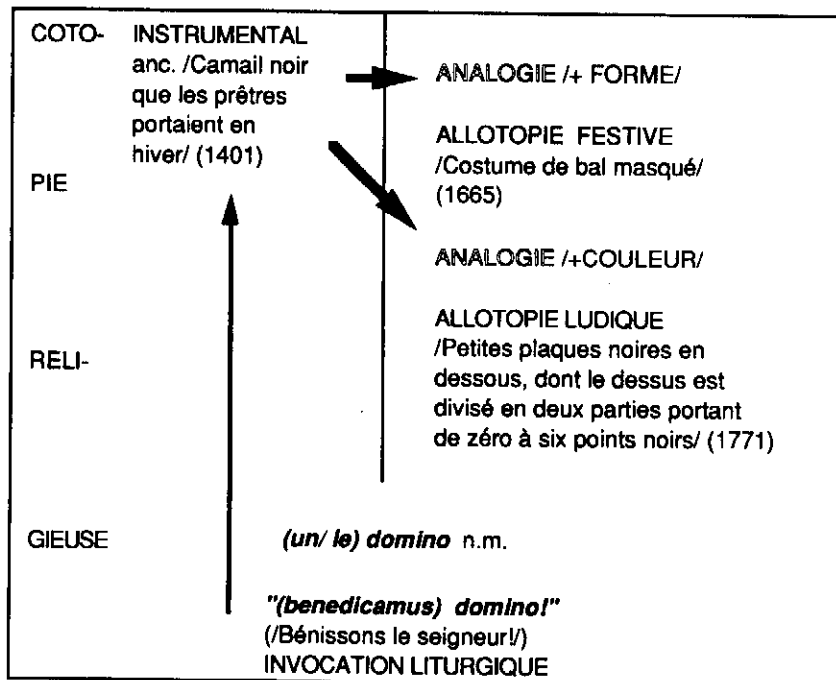 COTO-
PIE
RELI-
GIEUSE
INSTRUMENTAL
anc. /Camail noir
que les prêtres
portaient en
hiver/ (1401)
ANALOGIE /+ FORME/
ALLOTOPIE FESTIVE
/Costume de bal masqué/
(1665)
ANALOGIE /+COULEUR/
ALLOTOPIE LUDIQUE
/Petites plaques noires en
dessous, dont le dessus est
divisé en deux parties portant
de zéro à six points noirs/ (1771)
(un/ le) domino n.m.
"(benedicamus) domino!"
(/Bénissons le seigneur!/)
INVOCATION LITURGIQUE